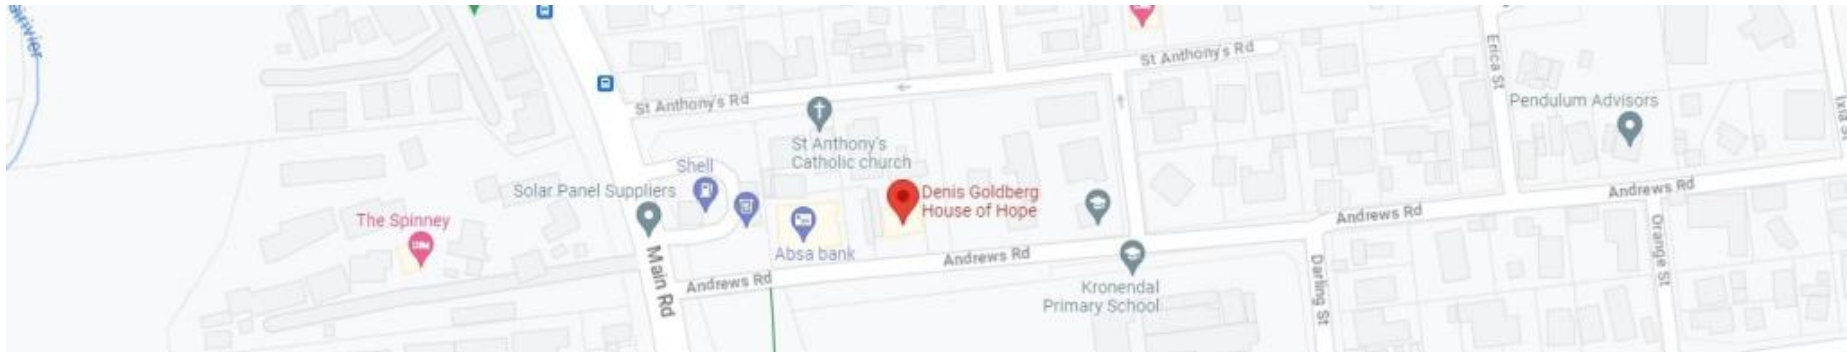 St Anthony's Rd
Erica St
St Anthony's Rd
Pendulum Advisors
St Anthony's
Catholic church
Shell
Solar Panel Suppliers
Denis Goldberg
House of Hope
Andrews Rd
Andrews Rd
The Spinney
Absa bank
Andrews Rd
Main Rd
Andrews Rd
Orange St
Kronendal
Primary School
Darling St